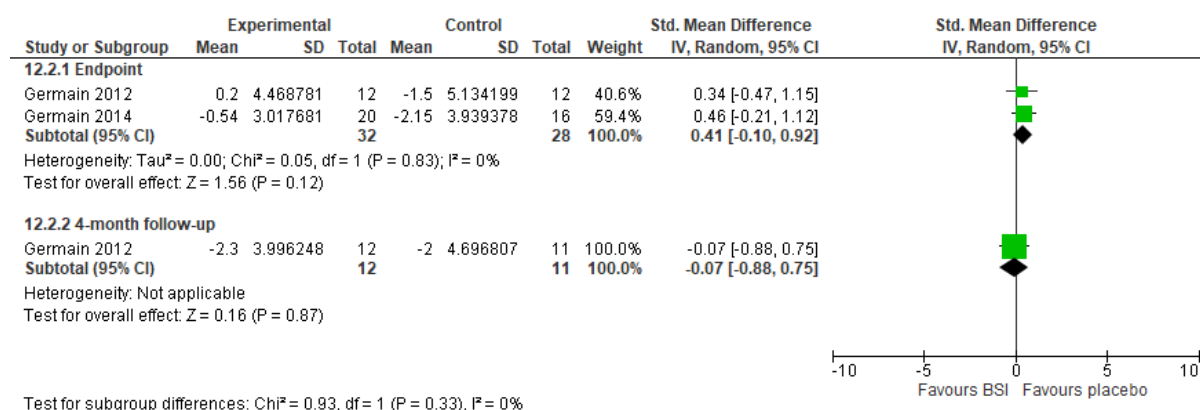 Experimental Control Std. Mean Difference Std. Mean Difference
Study or Subgroup Mean SD Total Mean SD Total Weight IV, Random, 95% CI IV, Random, 95% CI
12.2.1 Endpoint
Germain 2012 0.2 4.468781 12 -1.5 5.134199 12 40.6% 0.34 [-0.47, 1.15]
Germain 2014 -0.54 3.017681 20 -2.15 3.939378 16 59.4% 0.46 [-0.21, 1.12]
Subtotal (95% CI) 32 28 100.0% 0.41 [-0.10, 0.92]
Heterogeneity: Tau² = 0.00; Chi² = 0.05, df = 1 (P = 0.83); I² = 0%
Test for overall effect: Z = 1.56 (P = 0.12)
12.2.2 4-month follow-up
Germain 2012 -2.3 3.996248 12 -2 4.696807 11 100.0% -0.07 [-0.88, 0.75]
Subtotal (95% CI) 12 11 100.0% -0.07 [-0.88, 0.75]
Heterogeneity: Not applicable
Test for overall effect: Z = 0.16 (P = 0.87)
-10 -5 0 5 10
Favours BSI Favours placebo
Test for subgroup differences: Chi² = 0.93, df = 1 (P = 0.33), I² = 0%